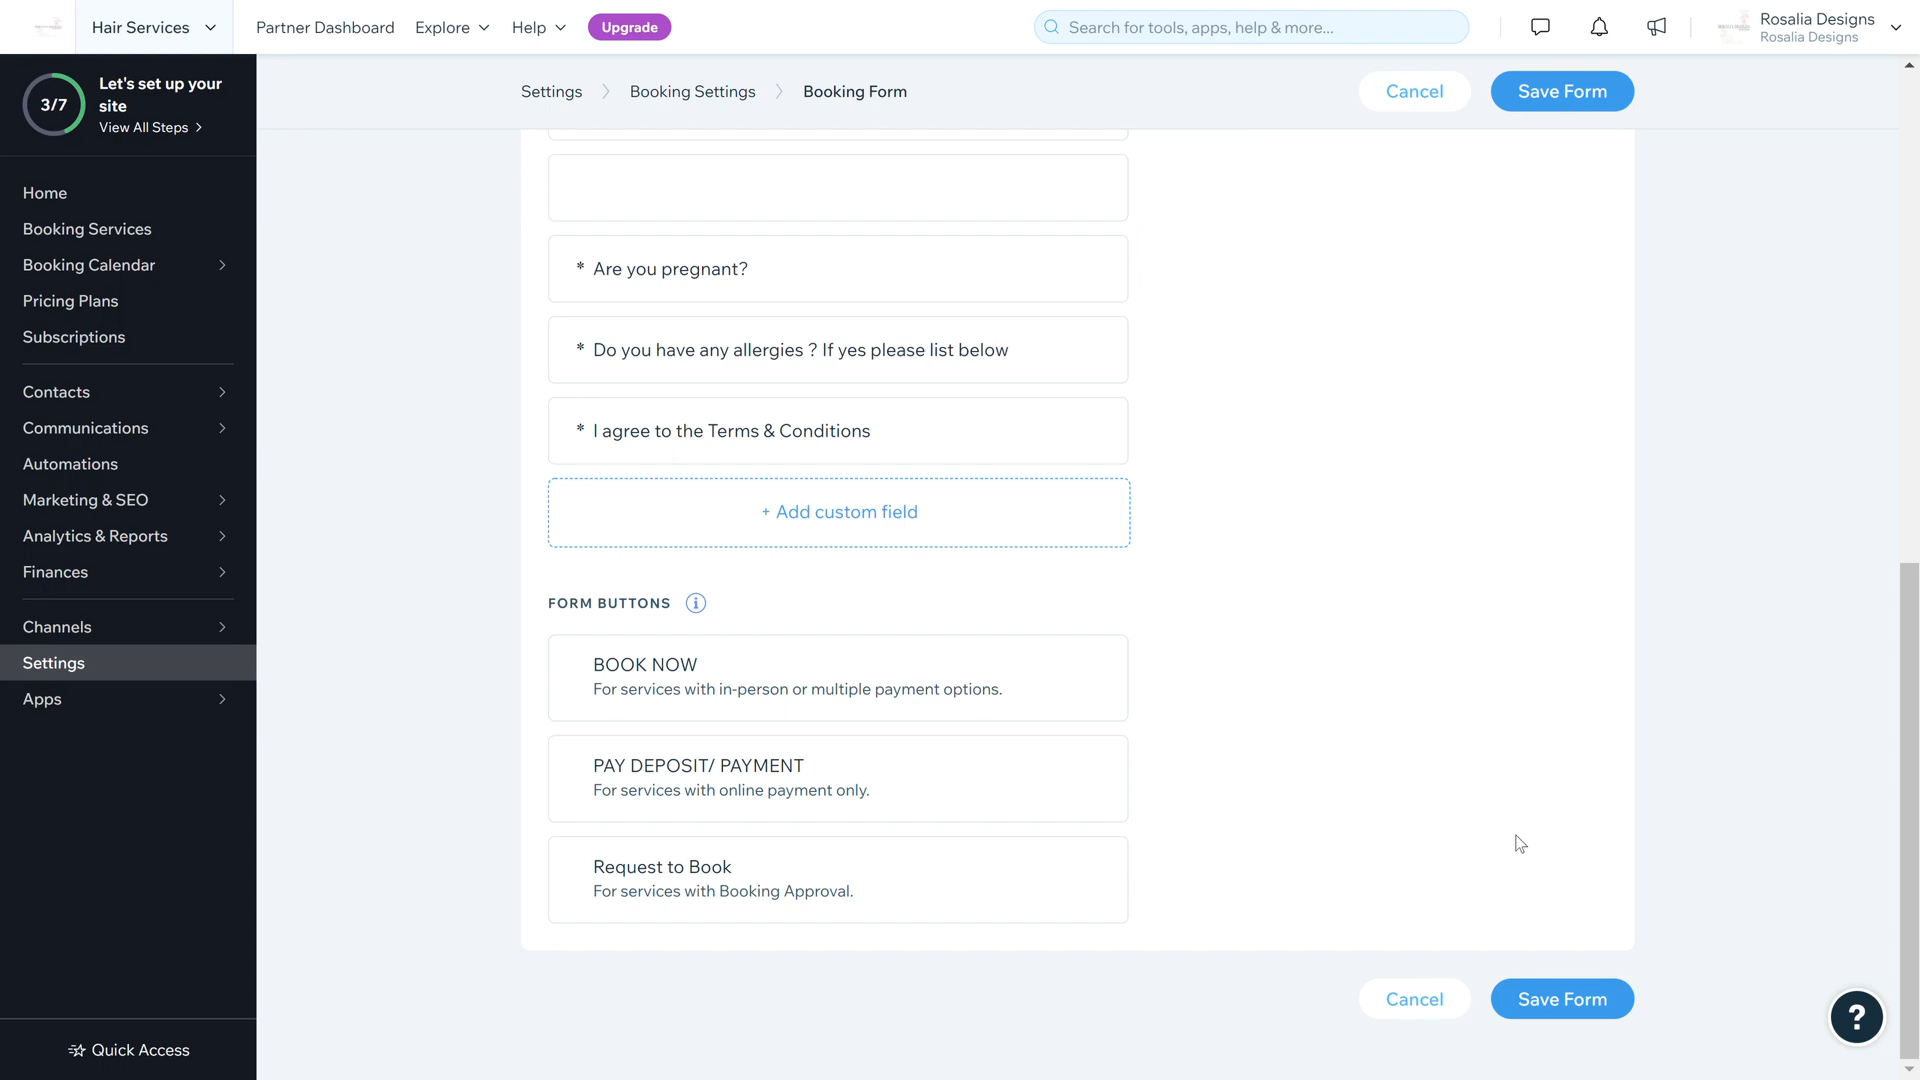 Hair Services
Partner Dashboard
Explore
Help
Upgrade
Search for tools, apps, help & more...
Rosalia Designs
Rosalia Designs
3/7
Let's set up your
site
View All Steps
Home
Booking Services
Booking Calendar
Pricing Plans
Subscriptions
Contacts
Communications
Automations
Marketing & SEO
Analytics & Reports
Finances
Channels
Settings
Apps
Quick Access
Settings
Booking Settings
Booking Form
Cancel
Save Form
* Are you pregnant?
* Do you have any allergies ? If yes please list below
* I agree to the Terms & Conditions
+ Add custom field
FORM BUTTONS
BOOK NOW
For services with in-person or multiple payment options.
PAY DEPOSIT/ PAYMENT
For services with online payment only.
Request to Book
For services with Booking Approval.
Cancel
Save Form
?